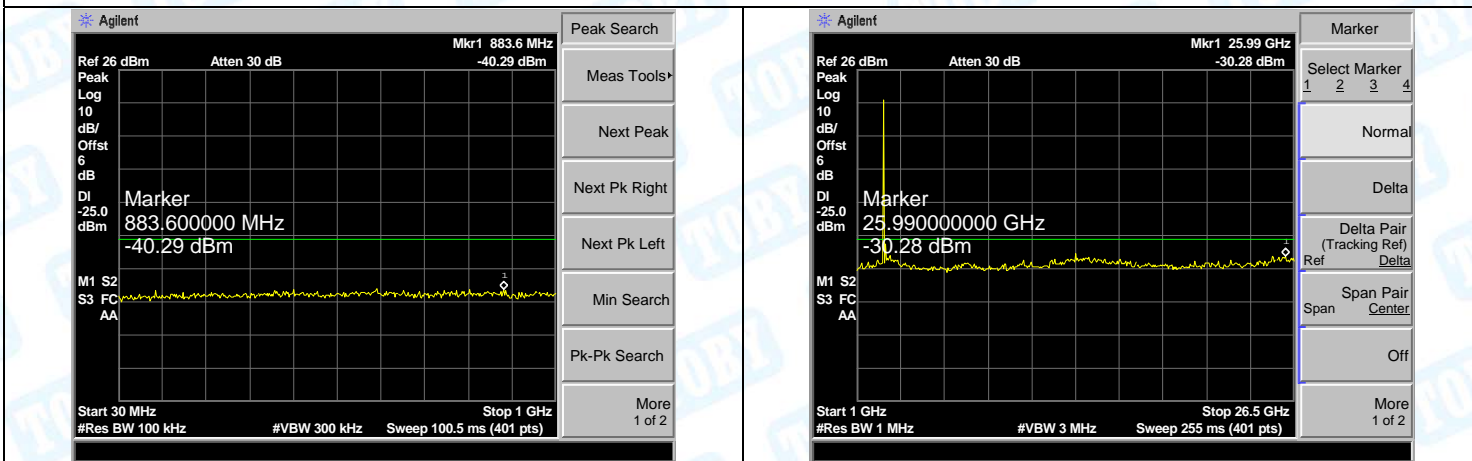 Agilent
Peak Search
Mkr1 883.6 MHz
Ref 26 dBm Atten 30 dB -40.29 dBm
Peak
Log
10
dB/
Offst
6
dB
DI
-25.0
dBm
Marker
883.600000 MHz
-40.29 dBm
1
M1 S2
S3 FC
AA
Start 30 MHz Stop 1 GHz
#Res BW 100 kHz #VBW 300 kHz Sweep 100.5 ms (401 pts)
Meas Tools
Next Peak
Next Pk Right
Next Pk Left
Min Search
Pk-Pk Search
More
1 of 2
Agilent
Marker
Mkr1 25.99 GHz
Ref 26 dBm Atten 30 dB -30.28 dBm
Peak
Log
10
dB/
Offst
6
dB
DI
-25.0
dBm
Marker
25.990000000 GHz
-30.28 dBm
1
M1 S2
S3 FC
AA
Start 1 GHz Stop 26.5 GHz
#Res BW 1 MHz #VBW 3 MHz Sweep 255 ms (401 pts)
Select Marker
1 2 3 4
Normal
Delta
Delta Pair
(Tracking Ref)
Ref Delta
Span Pair
Span Center
Off
More
1 of 2
TOBY